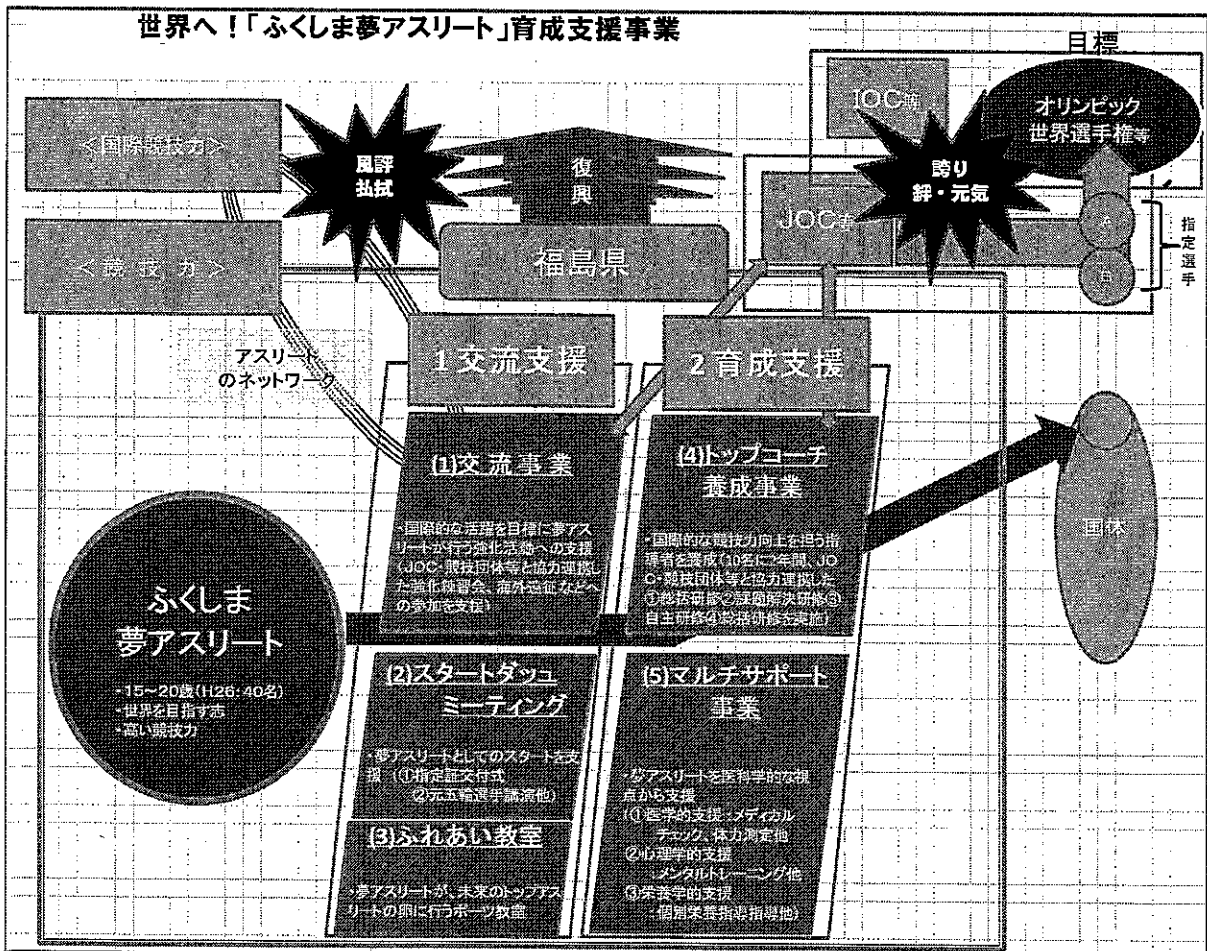 世界へ！「ふくしま夢アスリート」育成支援事業
目標
IOC等
オリンピック
世界選手権等
＜国際競技力＞
風評
払拭
復
興
誇り
絆・元気
JOC等
指定選手
＜競技力＞
福島県
アスリート
のネットワーク
1 交流支援
2 育成支援
(1)交流事業
・国際的な活躍を目標に夢アス
リートが行う強化活動への支援
(JOC・競技団体等と協力連携し
た強化練習会、海外遠征などへ
の参加を支援)
(4)トップコーチ
養成事業
・国際的な競技力向上を担う指
導者を養成(10名に2年間、JO
C・競技団体等と協力連携した
①総括研修②課題解決研修③
自主研修④総括研修を実施)
国体
ふくしま
夢アスリート
・15～20歳(H26・40名)
・世界を目指す志
・高い競技力
(2)スタートダッシュ
ミーティング
・夢アスリートとしてのスタートを支
援 (①指定証交付式
②元五輪選手講演他)
(3)ふれあい教室
・夢アスリートが、未来のトップアス
リートの卵に行うポーツ教室
(5)マルチサポート
事業
・夢アスリートを医科学的な視
点から支援
(①医学的支援：メディカル
チェック、体力測定他
②心理学的支援
メンタルトレーニング他
③栄養学的支援
個別栄養指導指導他)